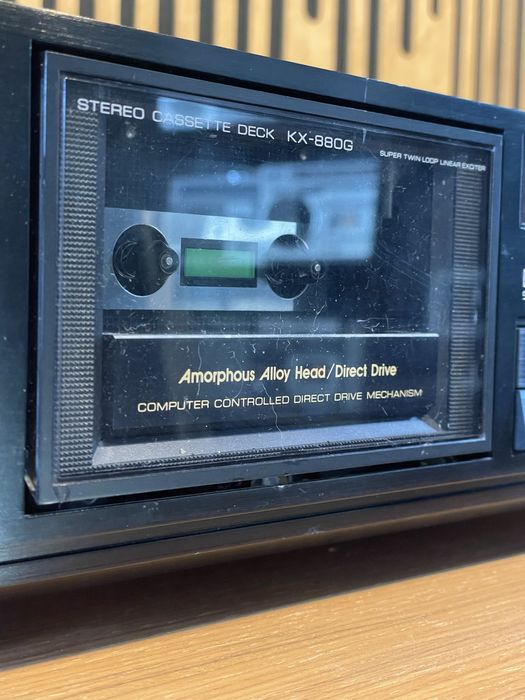 STEREO CASSETTE DECK KX-880G
SUPER TWIN LOOP LINEAR EXCITER
Amorphous Alloy Head/Direct Drive
COMPUTER CONTROLLED DIRECT DRIVE MECHANISM